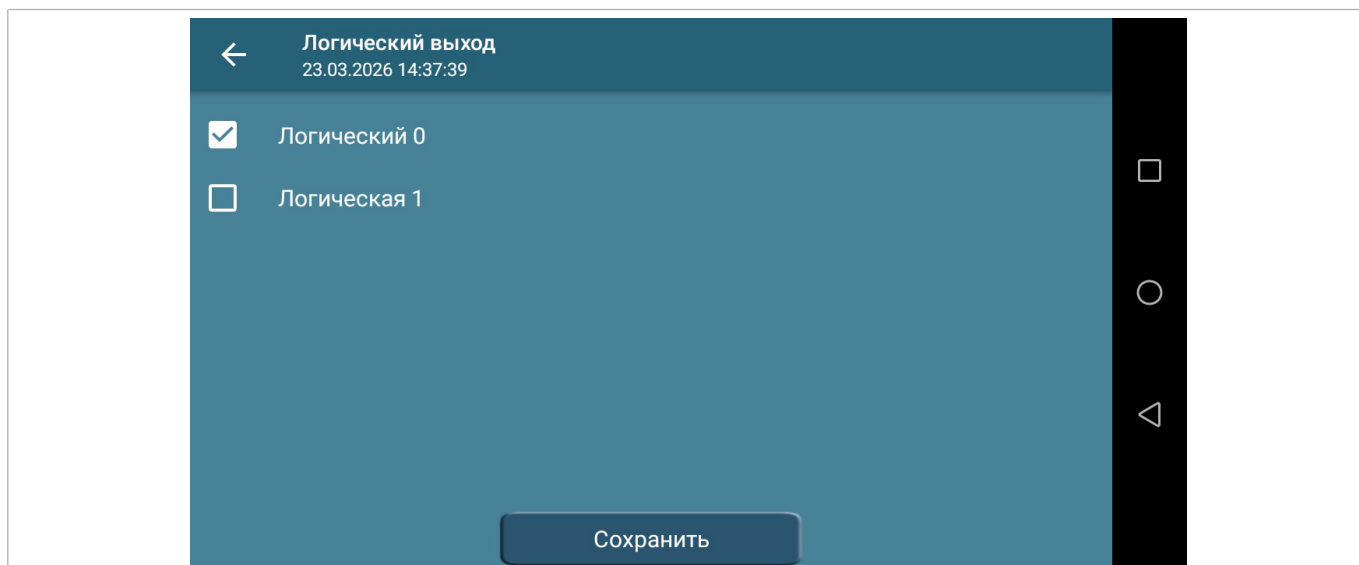 Логический выход
23.03.2026 14:37:39
Логический 0
Логическая 1
Сохранить